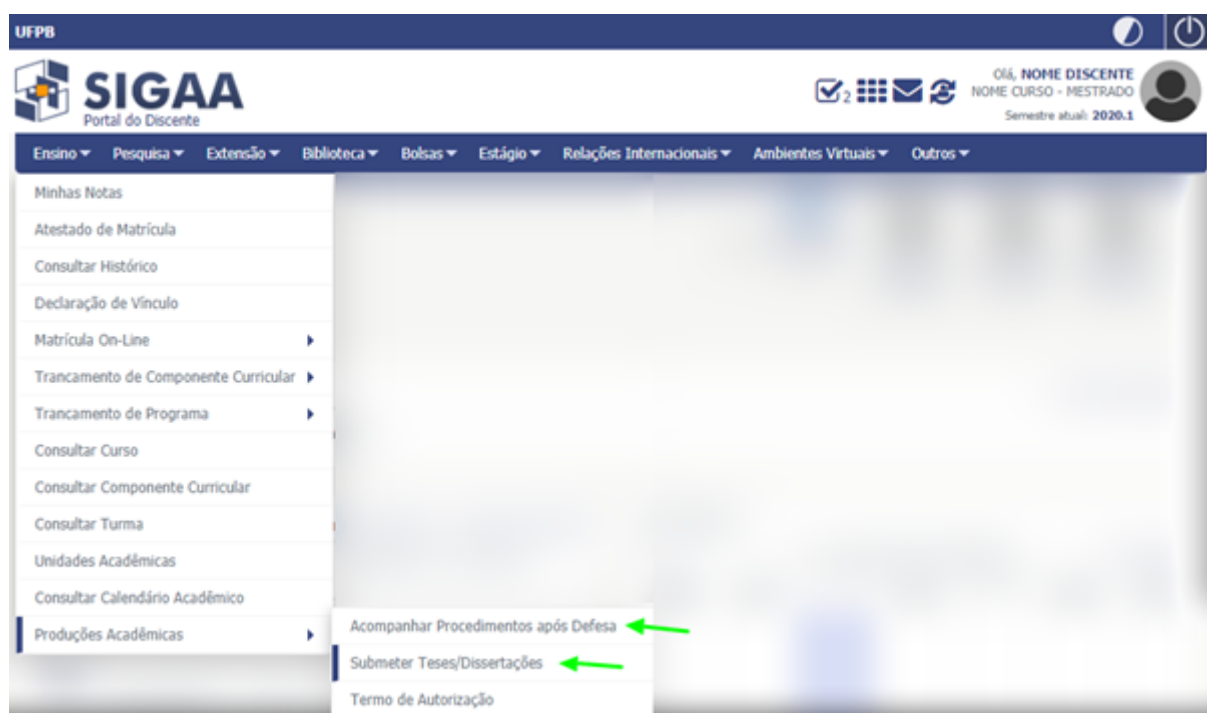 UFPB
SIGAA
Portal do Discente
2
Olá, NOME DISCENTE
NOME CURSO - MESTRADO
Semestre atual: 2020.1
Ensino Pesquisa Extensão Biblioteca Bolsas Estágio Relações Internacionais Ambientes Virtuais Outros
Minhas Notas
Atestado de Matrícula
Consultar Histórico
Declaração de Vínculo
Matrícula On-Line
Trancamento de Componente Curricular
Trancamento de Programa
Consultar Curso
Consultar Componente Curricular
Consultar Turma
Unidades Acadêmicas
Consultar Calendário Acadêmico
Produções Acadêmicas
Acompanhar Procedimentos após Defesa
Submeter Teses/Dissertações
Termo de Autorização